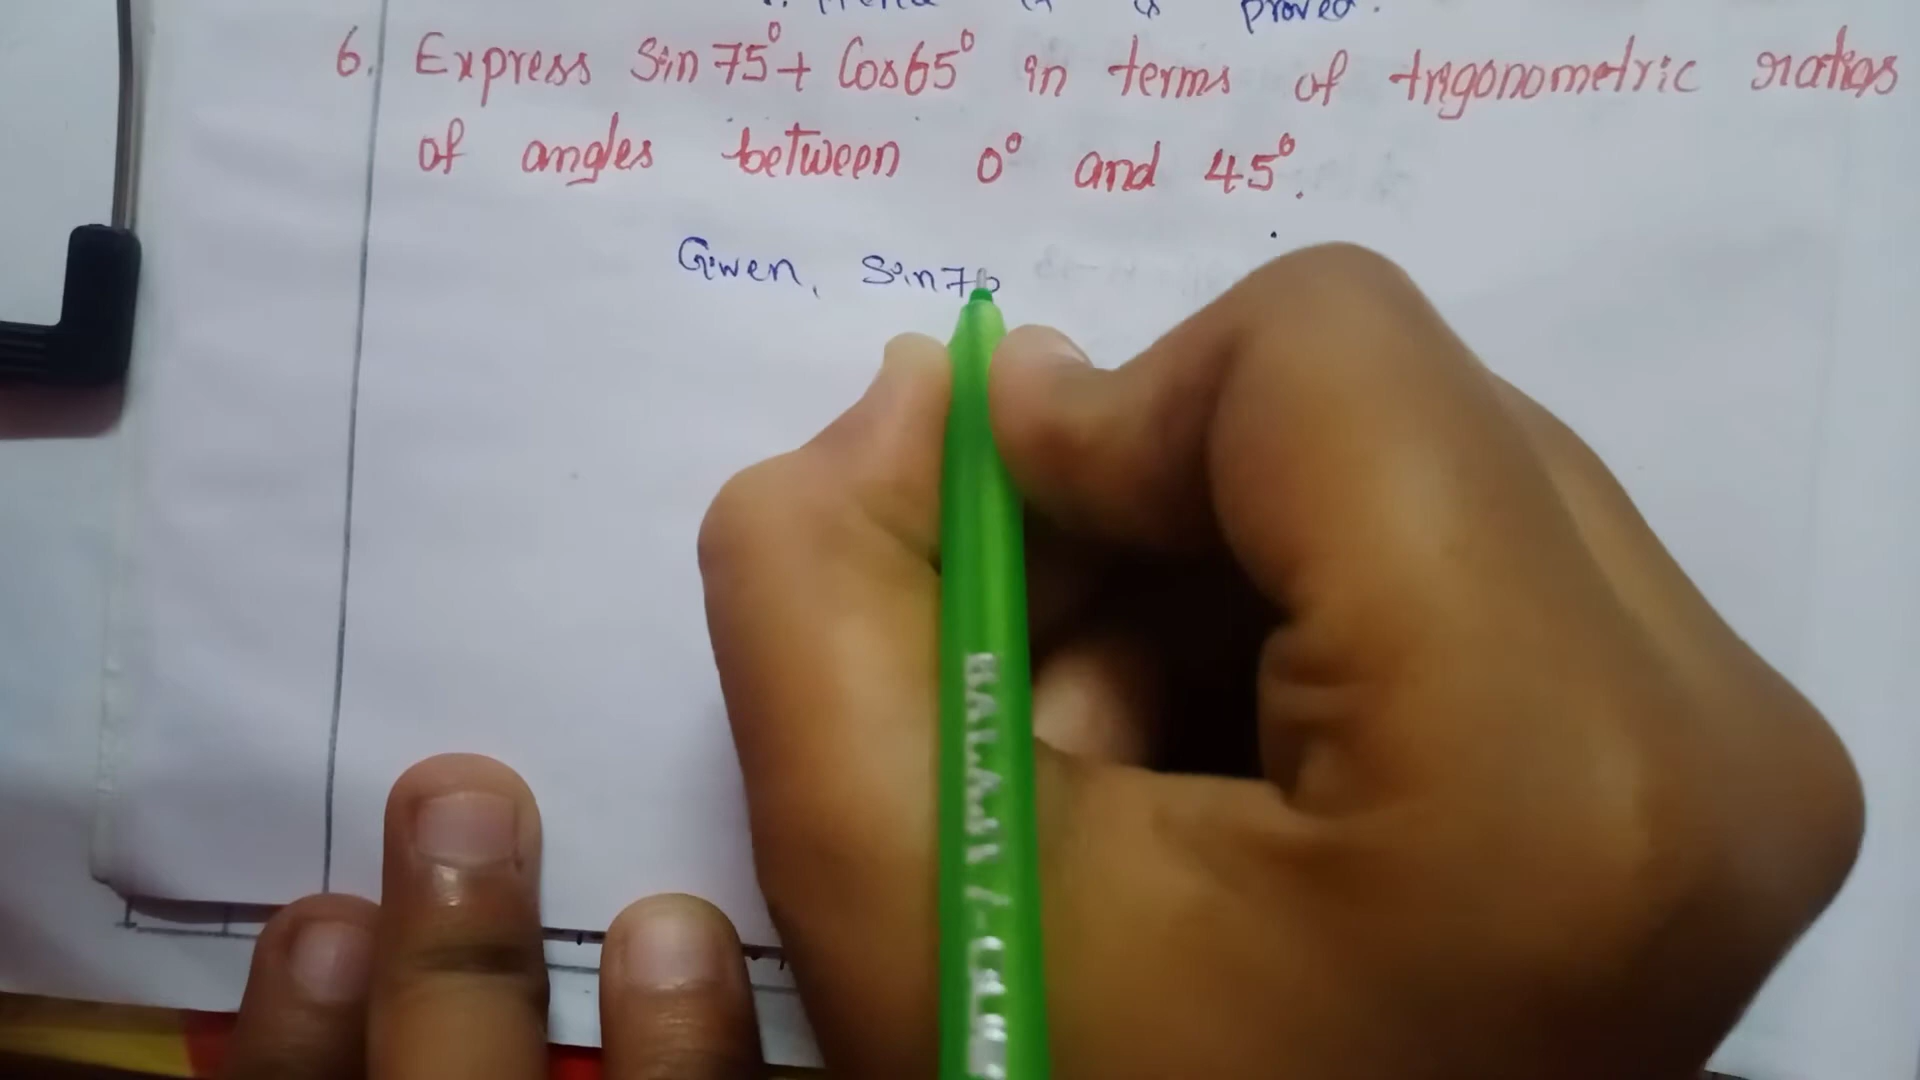 proved.
6. Express Sin 75° + Cos 65° in terms of trigonometric ratios
of angles between 0° and 45°.
Given, Sin 75
BALAJI